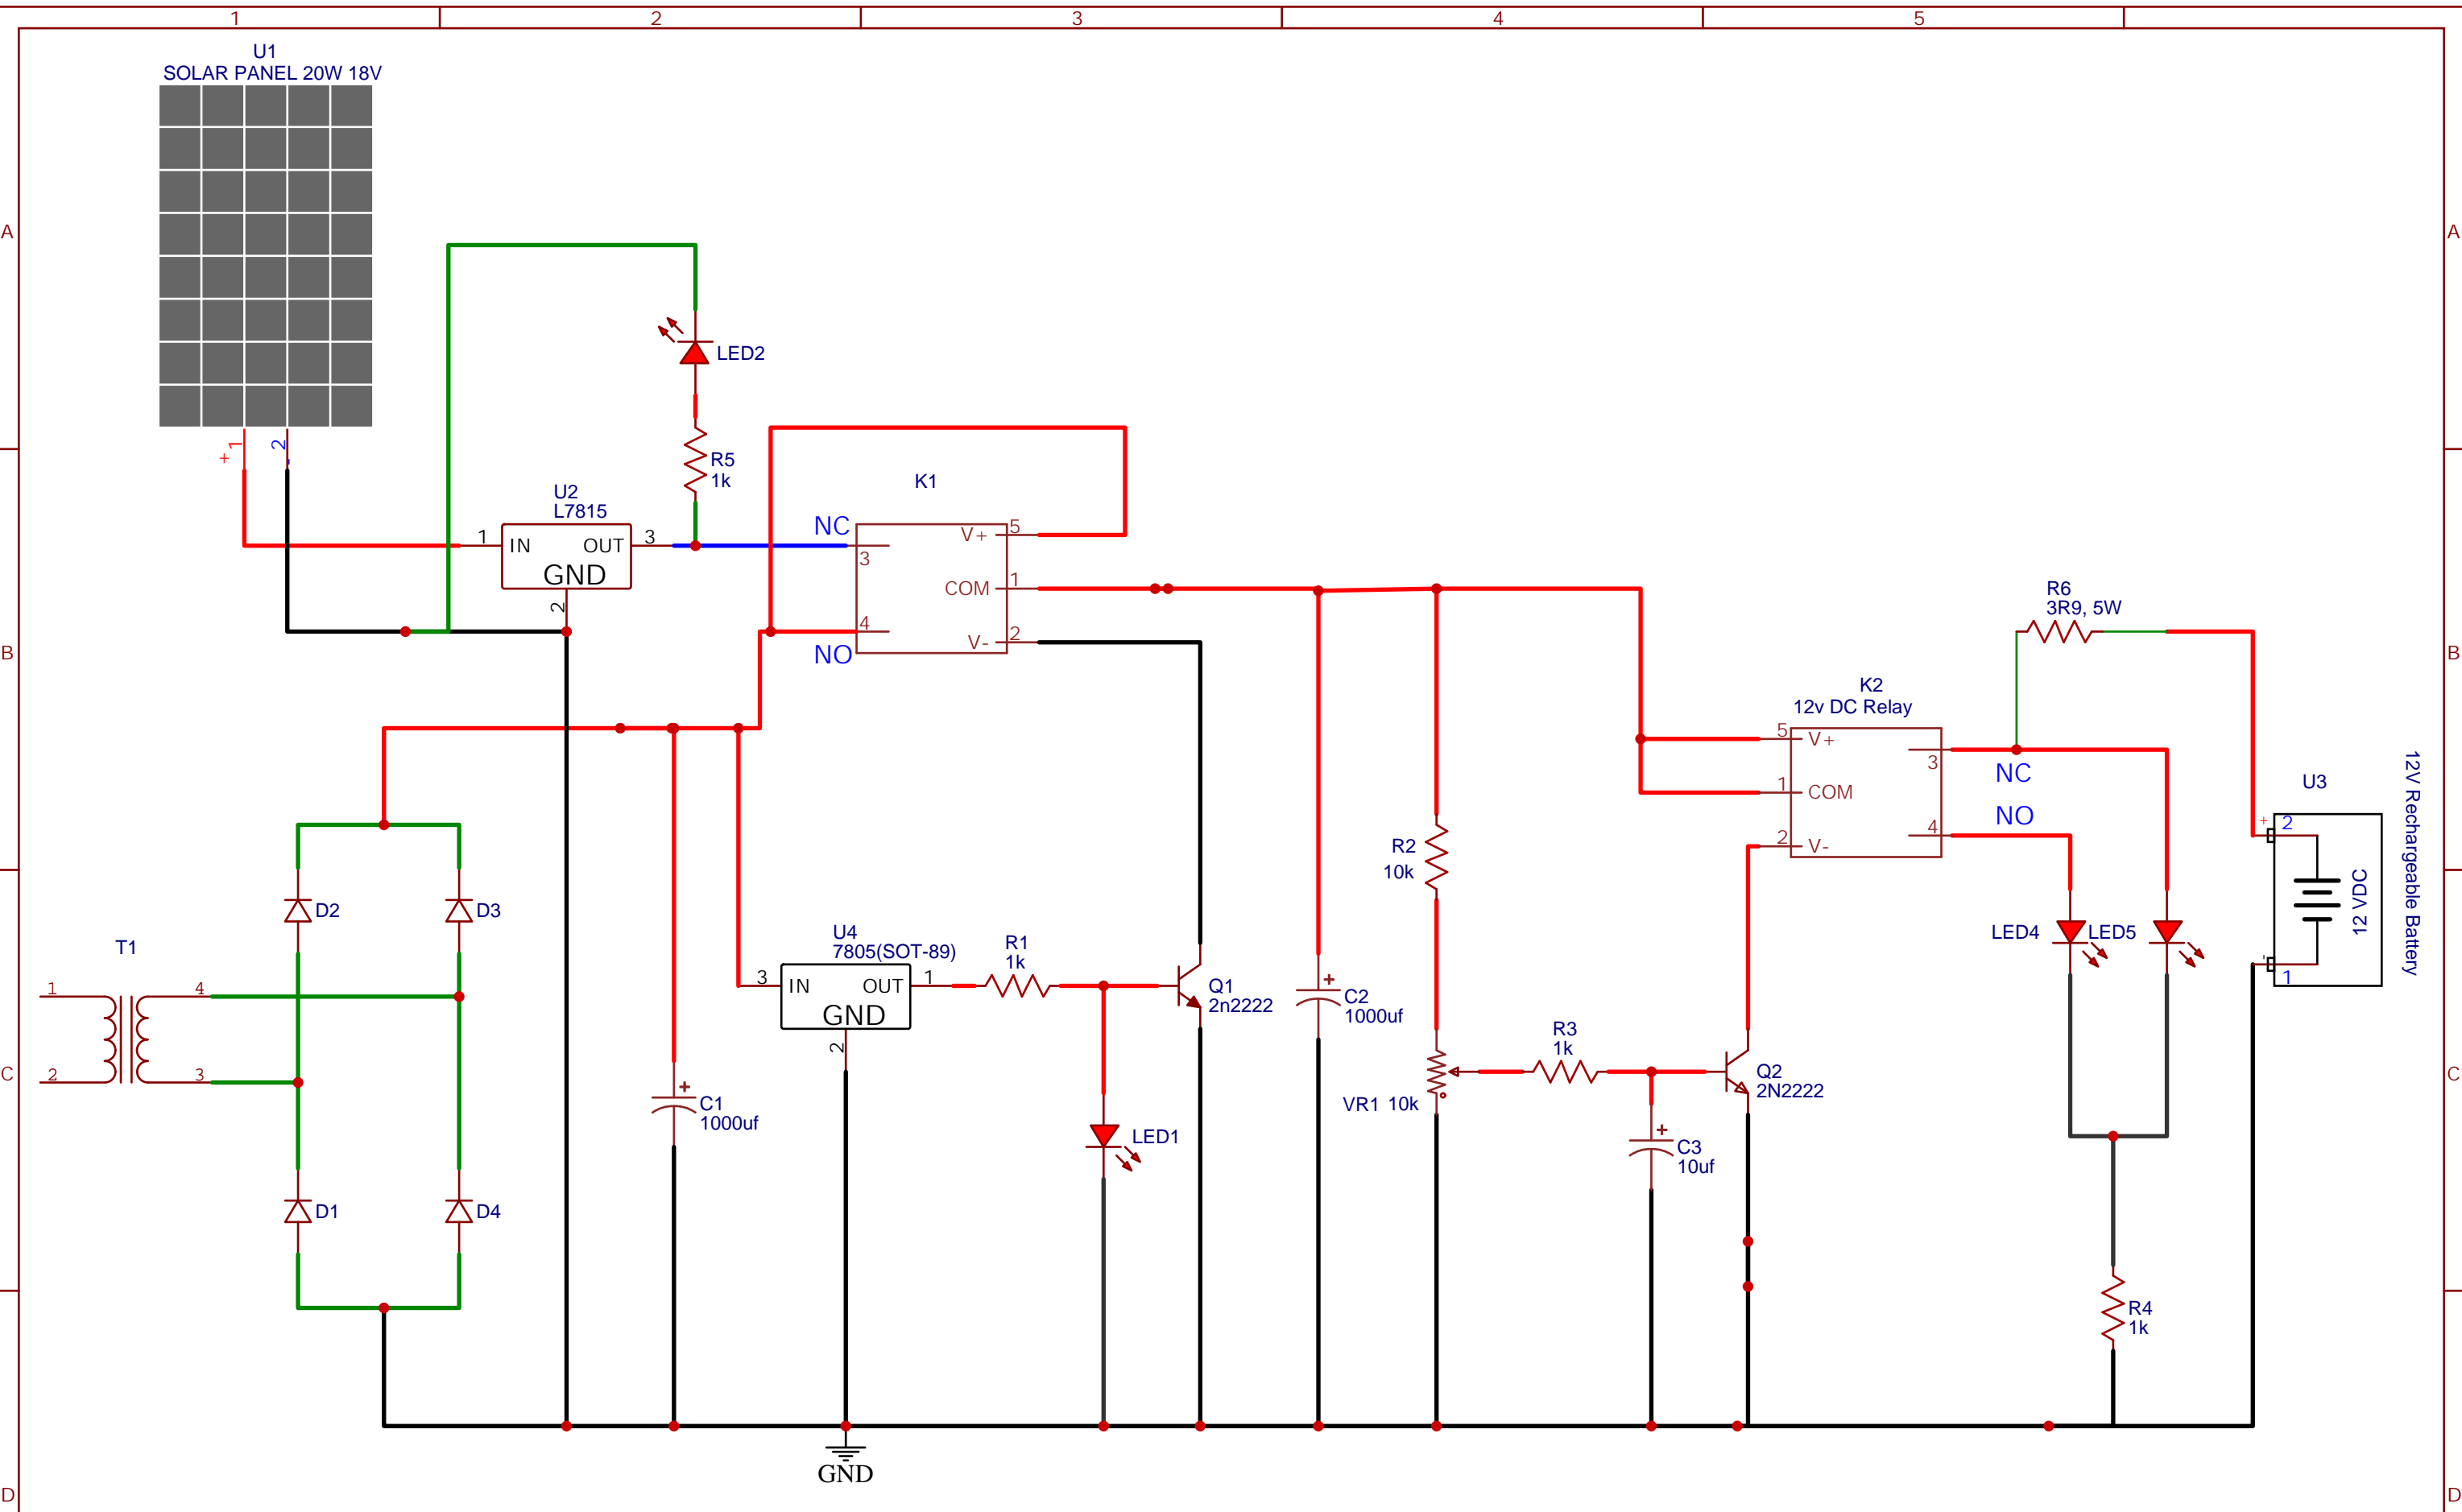 1
2
3
4
5
A
A
B
B
C
C
D
D
U1
SOLAR PANEL 20W 18V
+
1
2
-
LED2
R5
1k
U2
L7815
1
IN
OUT
3
GND
2
K1
NC
3
V+
5
COM
1
4
NO
V-
2
R6
3R9, 5W
K2
12v DC Relay
5
V+
3
NC
1
COM
NO
4
2
V-
U3
12V Rechargeable Battery
+
2
12 VDC
-
1
R2
10k
D2
D3
T1
1
4
2
3
D1
D4
U4
7805(SOT-89)
3
IN
OUT
1
GND
2
R1
1k
Q1
2n2222
+
C2
1000uf
+
C1
1000uf
LED1
VR1 10k
R3
1k
Q2
2N2222
+
C3
10uf
LED4
LED5
R4
1k
GND